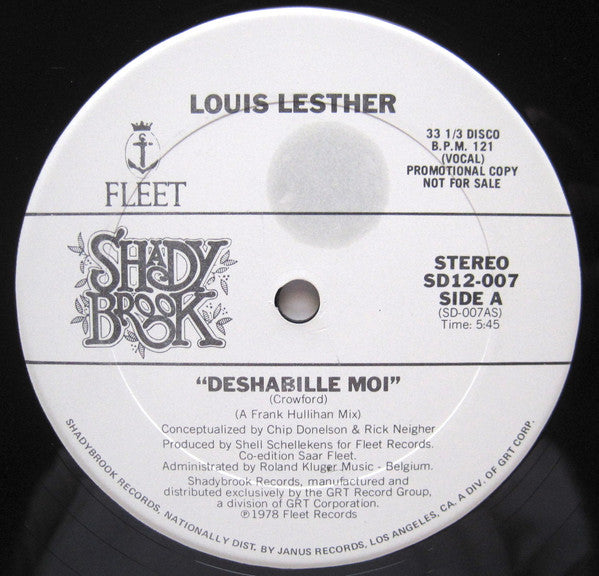 LOUIS LESTHER
FLEET
33 1/3 DISCO
B.P.M. 121
(VOCAL)
PROMOTIONAL COPY
NOT FOR SALE
SHADY
BROOK
STEREO
SD12-007
SIDE A
(SD-007AS)
Time: 5:45
“DESHABILLE MOI”
(Crowford)
(A Frank Hullihan Mix)
Conceptualized by Chip Donelson & Rick Neigher
Produced by Shell Schellekens for Fleet Records.
Co-edition Saar Fleet.
Administrated by Roland Kluger Music - Belgium.
Shadybrook Records, manufactured and
distributed exclusively by the GRT Record Group,
a division of GRT Corporation.
℗1978 Fleet Records
SHADYBROOK RECORDS, NATIONALLY DIST. BY JANUS RECORDS, LOS ANGELES, CA. A DIV. OF GRT CORP.